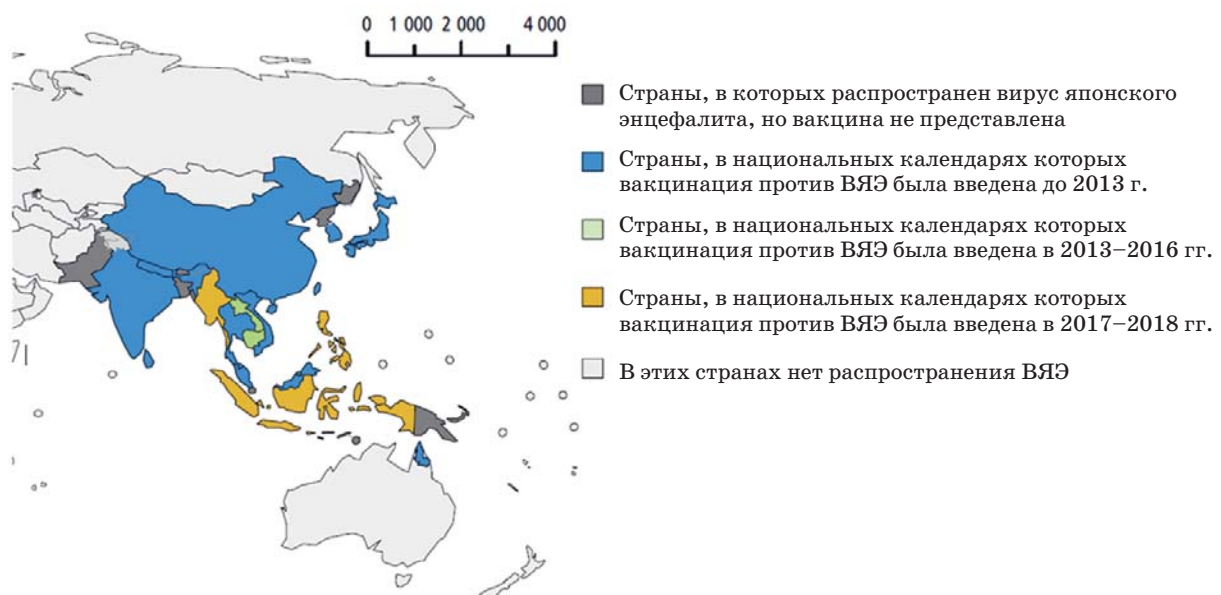 0 1 000 2 000 4 000
Страны, в которых распространен вирус японского
энцефалита, но вакцина не представлена
Страны, в национальных календарях которых
вакцинация против ВЯЭ была введена до 2013 г.
Страны, в национальных календарях которых
вакцинация против ВЯЭ была введена в 2013–2016 гг.
Страны, в национальных календарях которых
вакцинация против ВЯЭ была введена в 2017–2018 гг.
В этих странах нет распространения ВЯЭ